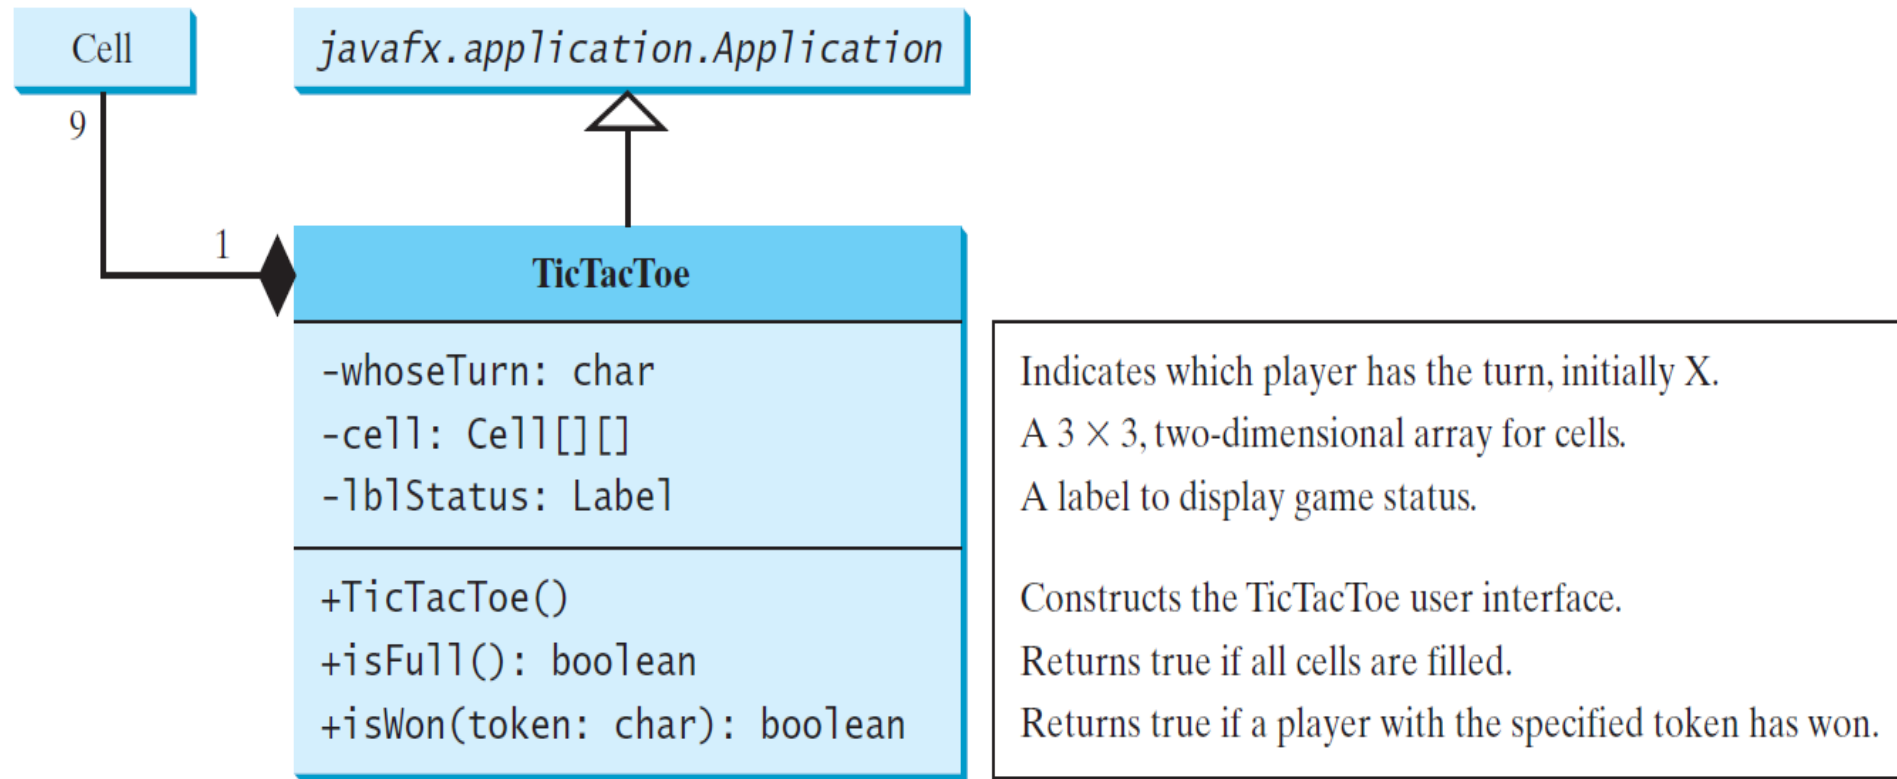 Cell
javafx.application.Application
9
1
TicTacToe
-whoseTurn: char
-cell: Cell[][]
-lblStatus: Label
+TicTacToe()
+isFull(): boolean
+isWon(token: char): boolean
Indicates which player has the turn, initially X.
A 3 × 3, two-dimensional array for cells.
A label to display game status.
Constructs the TicTacToe user interface.
Returns true if all cells are filled.
Returns true if a player with the specified token has won.